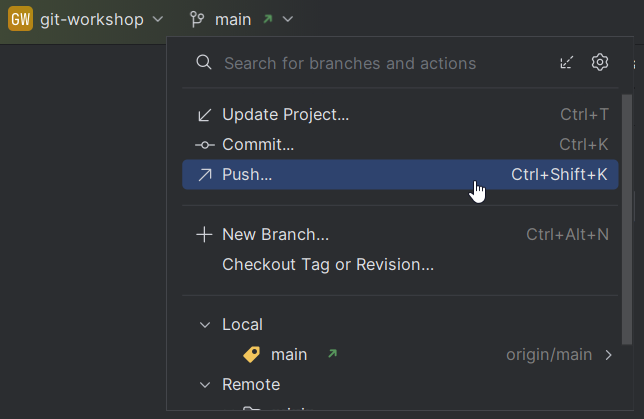 GW git-workshop main
Search for branches and actions
Update Project... Ctrl+T
Commit... Ctrl+K
Push... Ctrl+Shift+K
New Branch... Ctrl+Alt+N
Checkout Tag or Revision...
Local
main origin/main
Remote